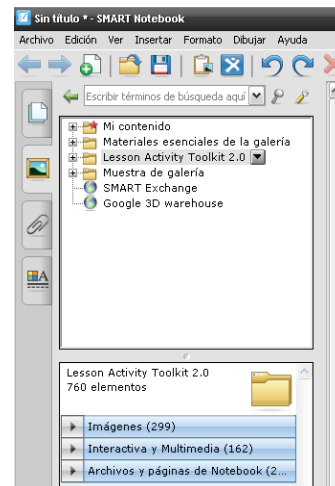 Sin título * - SMART Notebook
Archivo Edición Ver Insertar Formato Dibujar Ayuda
Escribir términos de búsqueda aquí
Mi contenido
Materiales esenciales de la galería
Lesson Activity Toolkit 2.0
Muestra de galería
SMART Exchange
Google 3D warehouse
Lesson Activity Toolkit 2.0
760 elementos
Imágenes (299)
Interactiva y Multimedia (162)
Archivos y páginas de Notebook (2...